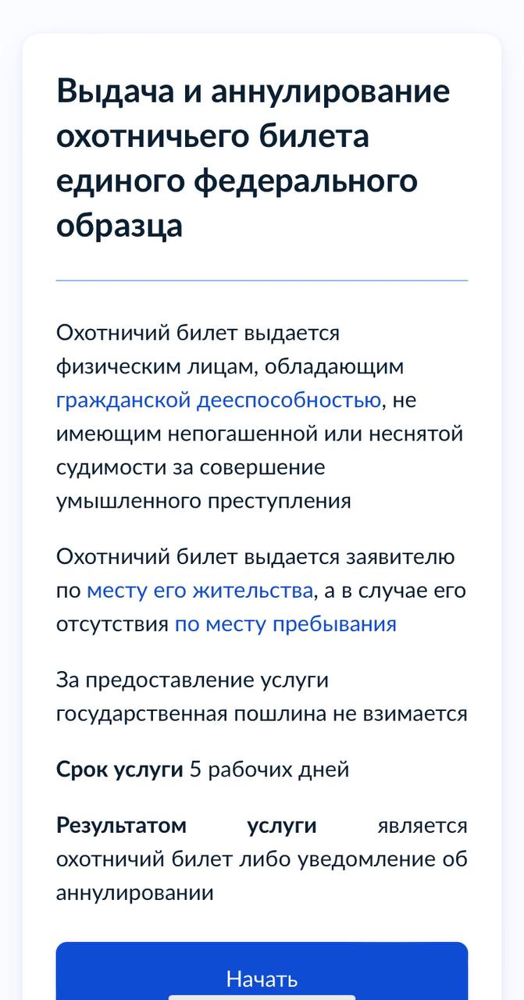 Выдача и аннулирование
охотничьего билета
единого федерального
образца
Охотничий билет выдается
физическим лицам, обладающим
гражданской дееспособностью, не
имеющим непогашенной или неснятой
судимости за совершение
умышленного преступления
Охотничий билет выдается заявителю
по месту его жительства, а в случае его
отсутствия по месту пребывания
За предоставление услуги
государственная пошлина не взимается
Срок услуги 5 рабочих дней
Результатом услуги является
охотничий билет либо уведомление об
аннулировании
Начать